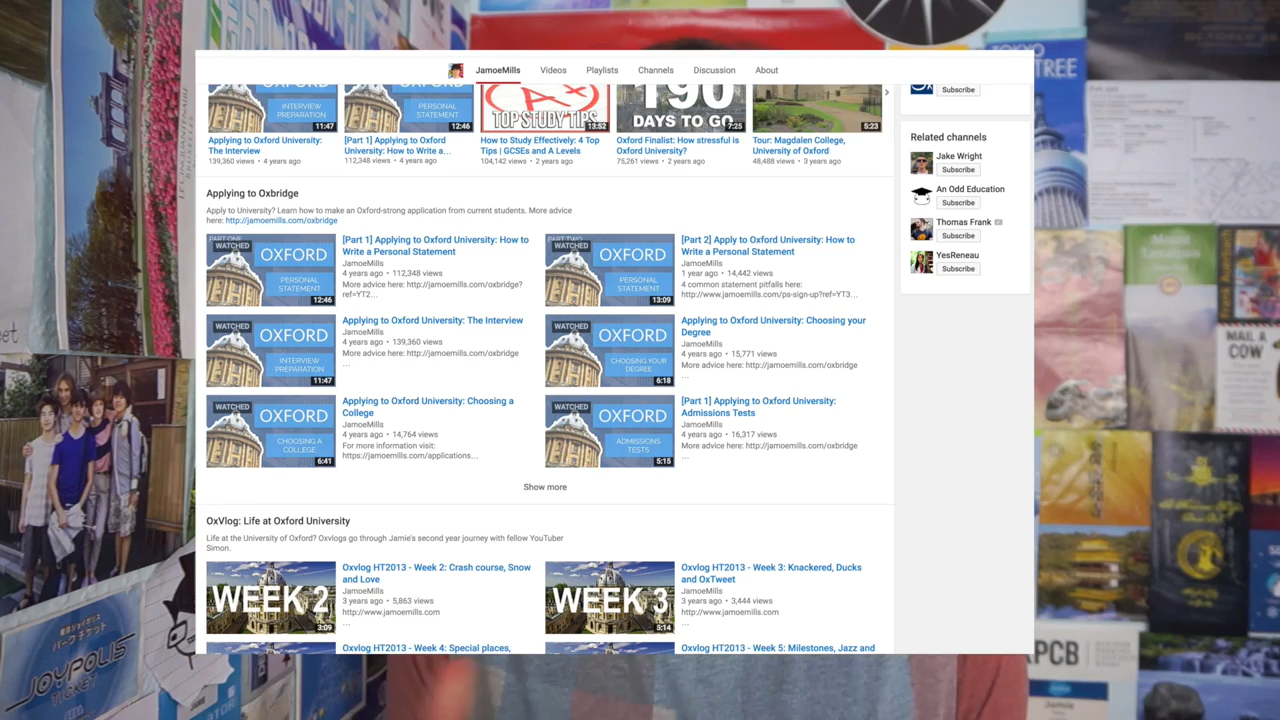 TOKYO
TREE
JamoeMills
Videos
Playlists
Channels
Discussion
About
INTERVIEW
PREPARATION
11:47
PERSONAL
STATEMENT
12:46
A+
TOP STUDY TIPS
13:52
190
DAYS TO GO
7:25
5:23
Applying to Oxford University:
The Interview
139,360 views • 4 years ago
[Part 1] Applying to Oxford
University: How to Write a...
112,348 views • 4 years ago
How to Study Effectively: 4 Top
Tips | GCSEs and A Levels
104,142 views • 2 years ago
Oxford Finalist: How stressful is
Oxford University?
75,261 views • 2 years ago
Tour: Magdalen College,
University of Oxford
48,488 views • 3 years ago
Subscribe
Related channels
Jake Wright
Subscribe
An Odd Education
Subscribe
Thomas Frank
Subscribe
YesReneau
Subscribe
Applying to Oxbridge
Apply to University? Learn how to make an Oxford-strong application from current students. More advice
here: http://jamoemills.com/oxbridge
PART ONE
WATCHED
OXFORD
PERSONAL
STATEMENT
12:46
[Part 1] Applying to Oxford University: How to
Write a Personal Statement
JamoeMills
4 years ago • 112,348 views
More advice here: http://jamoemills.com/oxbridge?
ref=YT2...
PART TWO
WATCHED
OXFORD
PERSONAL
STATEMENT
13:09
[Part 2] Apply to Oxford University: How to
Write a Personal Statement
JamoeMills
1 year ago • 14,442 views
4 common statement pitfalls here:
http://www.jamoemills.com/ps-sign-up?ref=YT3...
WATCHED
OXFORD
INTERVIEW
PREPARATION
11:47
Applying to Oxford University: The Interview
JamoeMills
4 years ago • 139,360 views
More advice here: http://jamoemills.com/oxbridge
...
WATCHED
OXFORD
CHOOSING YOUR
DEGREE
6:18
Applying to Oxford University: Choosing your
Degree
JamoeMills
4 years ago • 15,771 views
More advice here: http://jamoemills.com/oxbridge
...
WATCHED
OXFORD
CHOOSING A
COLLEGE
6:41
Applying to Oxford University: Choosing a
College
JamoeMills
4 years ago • 14,764 views
For more information visit:
https://jamoemills.com/applications...
WATCHED
OXFORD
ADMISSIONS
TESTS
5:15
[Part 1] Applying to Oxford University:
Admissions Tests
JamoeMills
4 years ago • 16,317 views
More advice here: http://jamoemills.com/oxbridge
...
Show more
OxVlog: Life at Oxford University
Life at the University of Oxford? Oxvlogs go through Jamie's second year journey with fellow YouTuber
Simon.
WEEK 2
3:09
Oxvlog HT2013 - Week 2: Crash course, Snow
and Love
JamoeMills
3 years ago • 5,863 views
http://www.jamoemills.com
...
WEEK 3
5:14
Oxvlog HT2013 - Week 3: Knackered, Ducks
and OxTweet
JamoeMills
3 years ago • 3,444 views
http://www.jamoemills.com
...
Oxvlog HT2013 - Week 4: Special places,
Oxvlog HT2013 - Week 5: Milestones, Jazz and
MAIL A
COW
JOYPOLIS
TICKET
PCB
Jamie